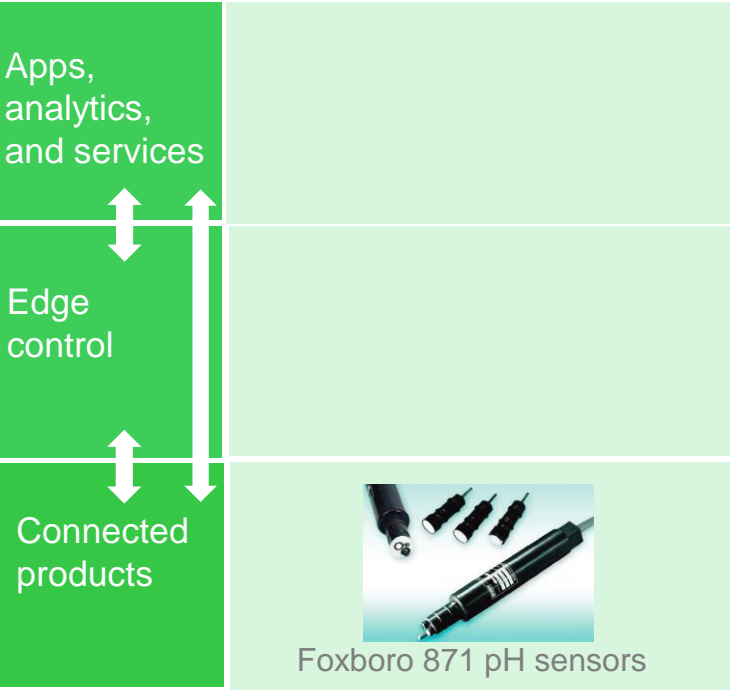 Apps,
analytics,
and services
Edge
control
Connected
products
Foxboro 871 pH sensors